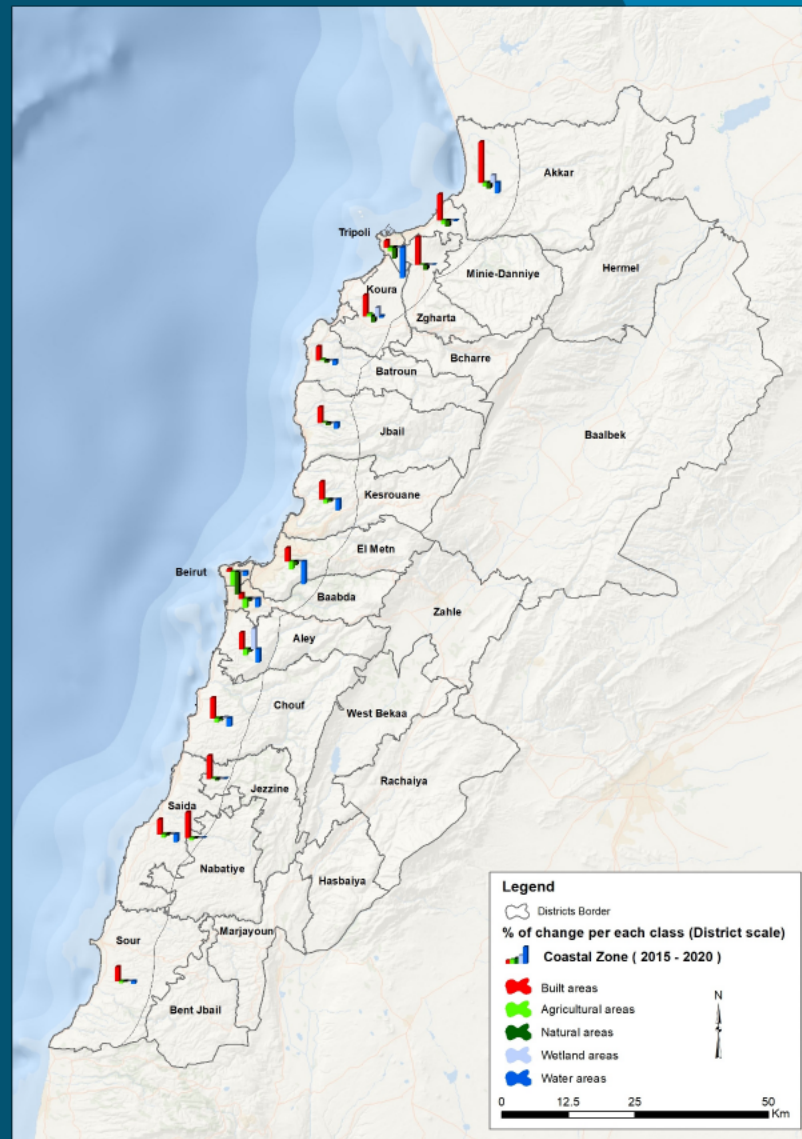 Akkar
Tripoli
Hermel
Minie-Danniye
Koura
Zgharta
Bcharre
Batroun
Jbail
Baalbek
Kesrouane
El Metn
Beirut
Baabda
Zahle
Aley
Chouf
West Bekaa
Rachaiya
Jezzine
Saida
Nabatiye
Hasbaiya
Marjayoun
Sour
Bent Jbail
Legend
Districts Border
% of change per each class (District scale)
Coastal Zone ( 2015 - 2020 )
Built areas
Agricultural areas
Natural areas
Wetland areas
Water areas
N
0 12.5 25 50
Km